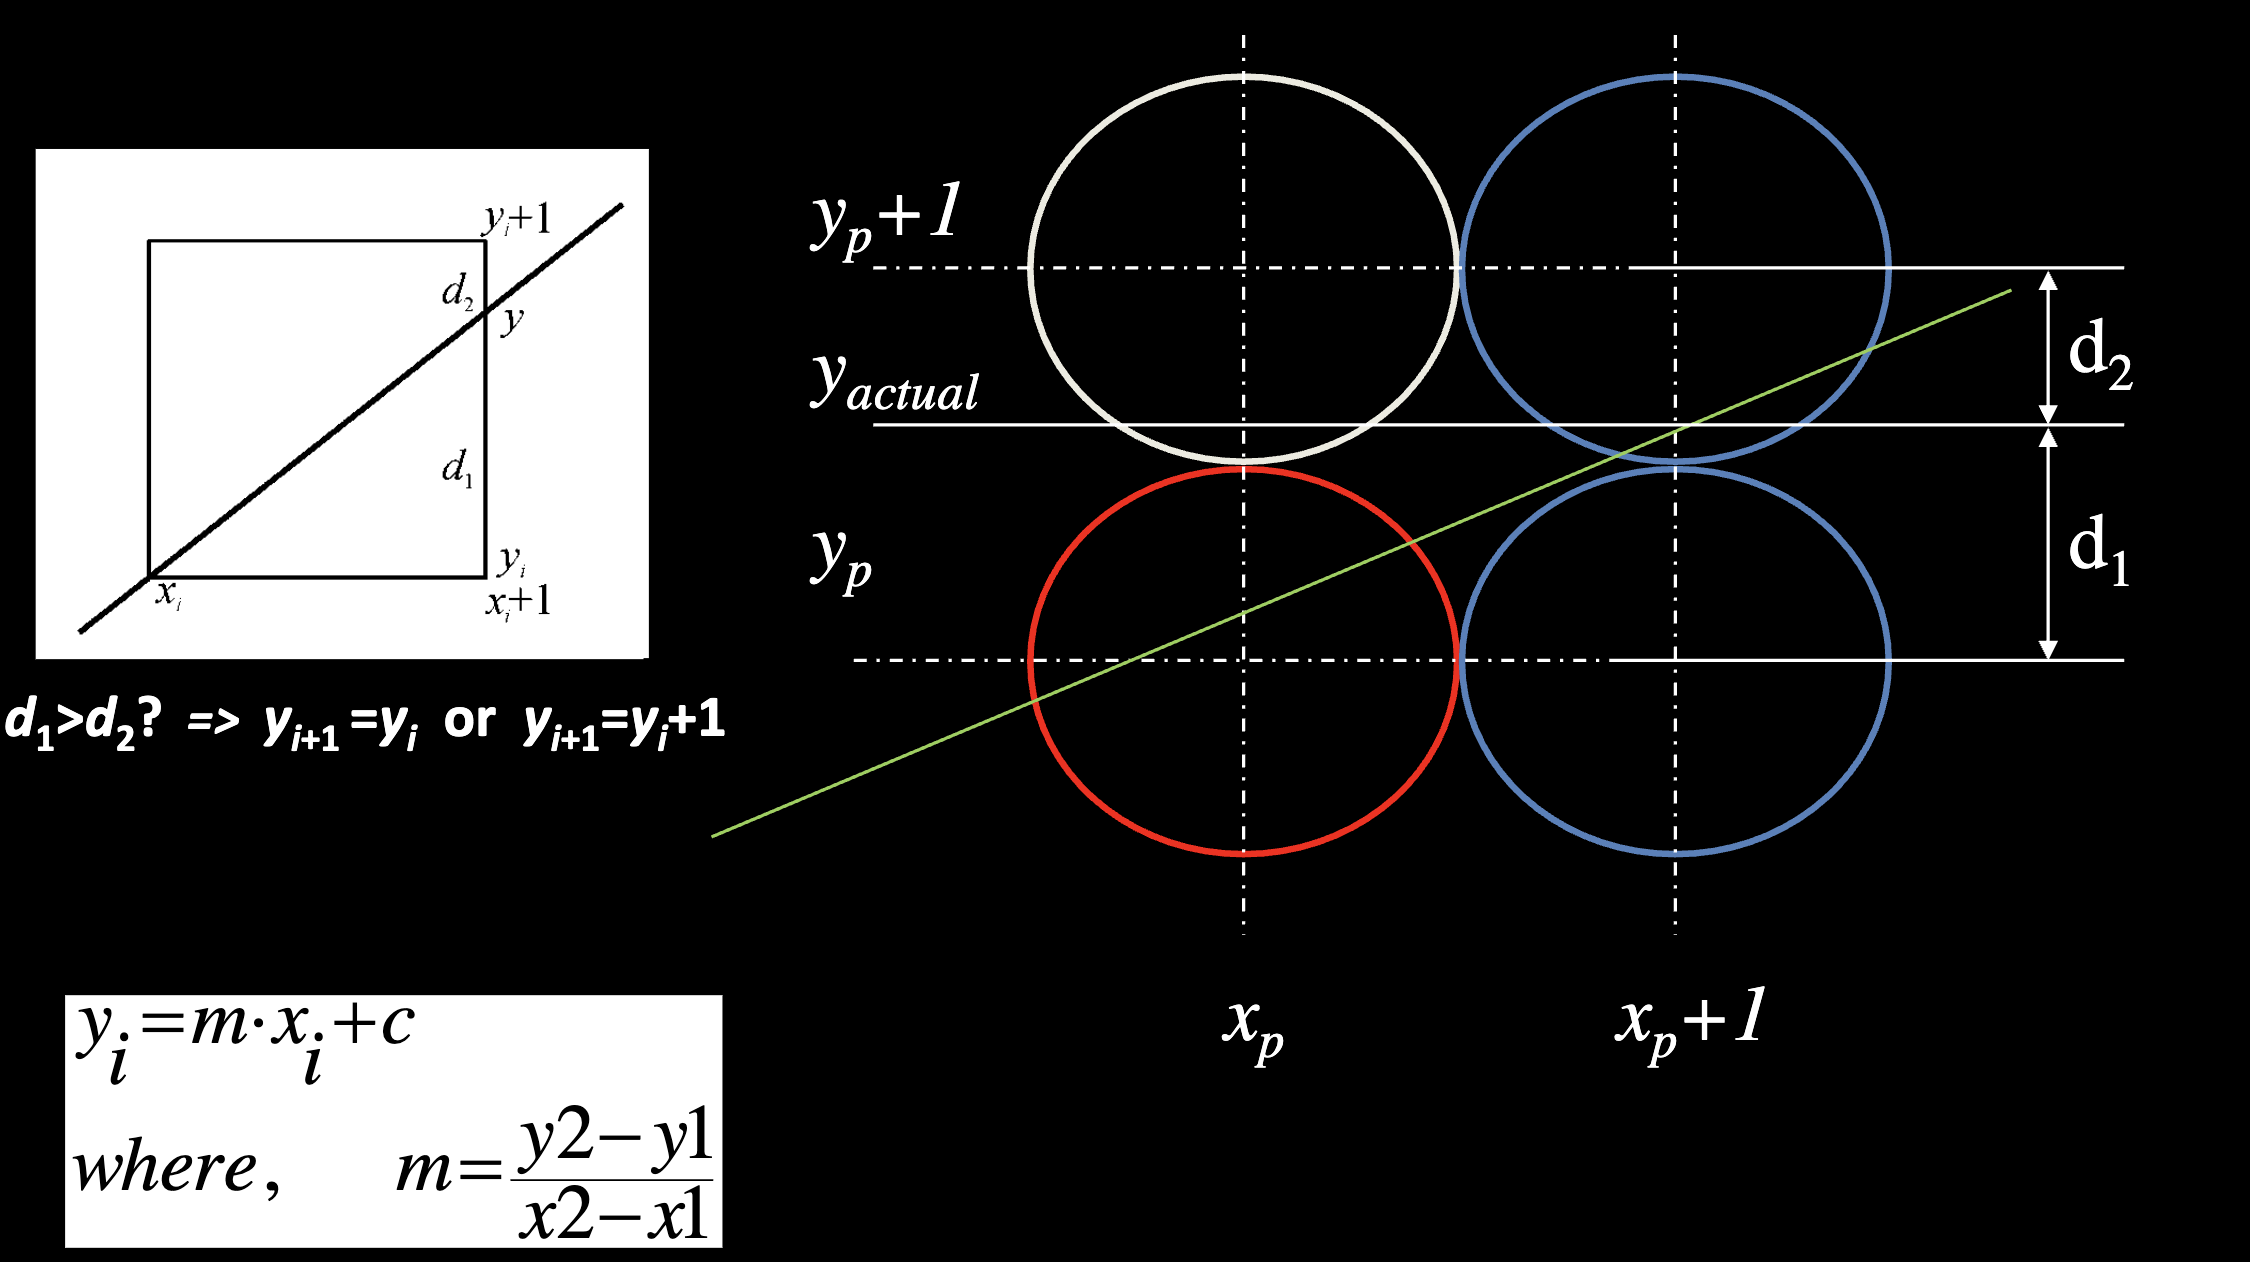 y_i+1
d_2
y
d_1
y_i
x_i
x_i+1
d_1>d_2? => y_{i+1} =y_i or y_{i+1}=y_i+1
y_i=m·x_i+c
where, m=\frac{y2−y1}{x2−x1}
y_p+1
y_{actual}
y_p
d_2
d_1
x_p
x_p+1